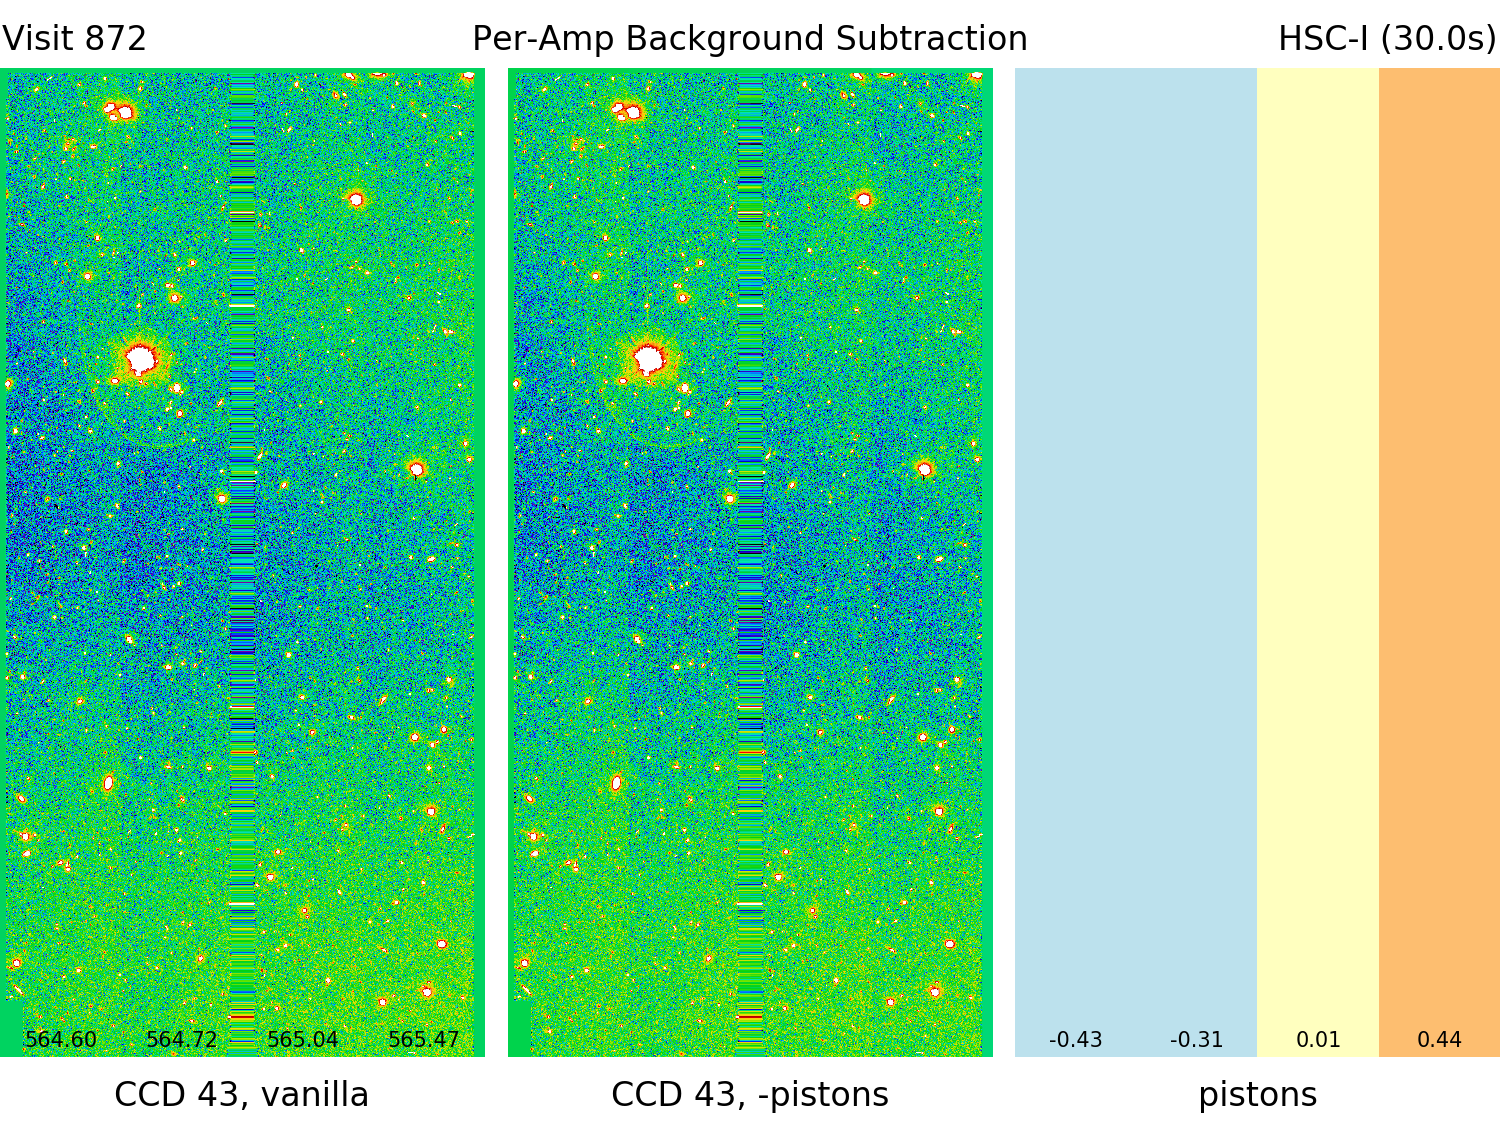 Visit 872 Per-Amp Background Subtraction HSC-I (30.0s)
564.60 564.72 565.04 565.47 -0.43 -0.31 0.01 0.44
CCD 43, vanilla CCD 43, -pistons pistons